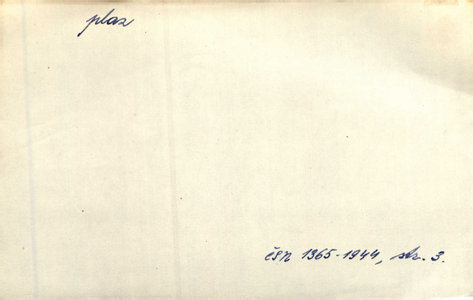 plaz
ČSN 1365-1944, str. 3.